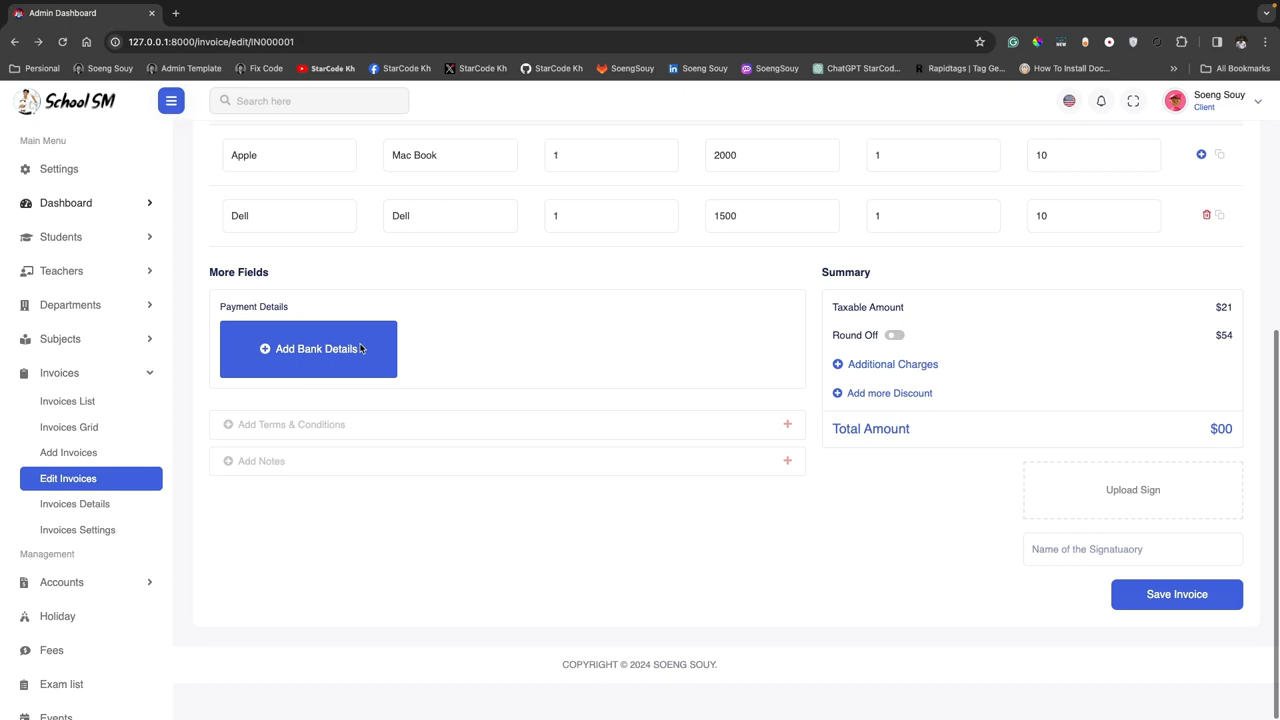 Admin Dashboard
127.0.0.1:8000/invoice/edit/IN000001
Personal
Soeng Souy
Admin Template
Fix Code
StarCode Kh
StarCode Kh
StarCode Kh
StarCode Kh
SoengSouy
Soeng Souy
SoengSouy
ChatGPT StarCod...
Rapidtags | Tag Ge...
How To Install Doc...
All Bookmarks
School SM
Search here
Soeng Souy
Client
Main Menu
Settings
Dashboard
Students
Teachers
Departments
Subjects
Invoices
Invoices List
Invoices Grid
Add Invoices
Edit Invoices
Invoices Details
Invoices Settings
Management
Accounts
Holiday
Fees
Exam list
Events
Apple Mac Book 1 2000 1 10
Dell Dell 1 1500 1 10
More Fields
Payment Details
Add Bank Details
Add Terms & Conditions
Add Notes
Summary
Taxable Amount $21
Round Off $54
Additional Charges
Add more Discount
Total Amount $00
Upload Sign
Name of the Signatuaory
Save Invoice
COPYRIGHT © 2024 SOENG SOUY.